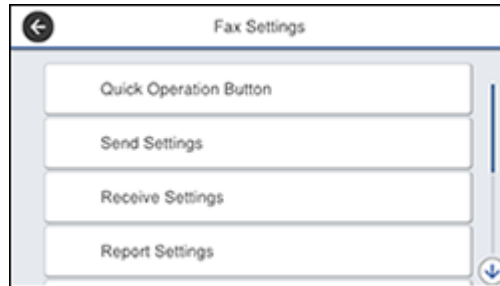 Fax Settings
Quick Operation Button
Send Settings
Receive Settings
Report Settings